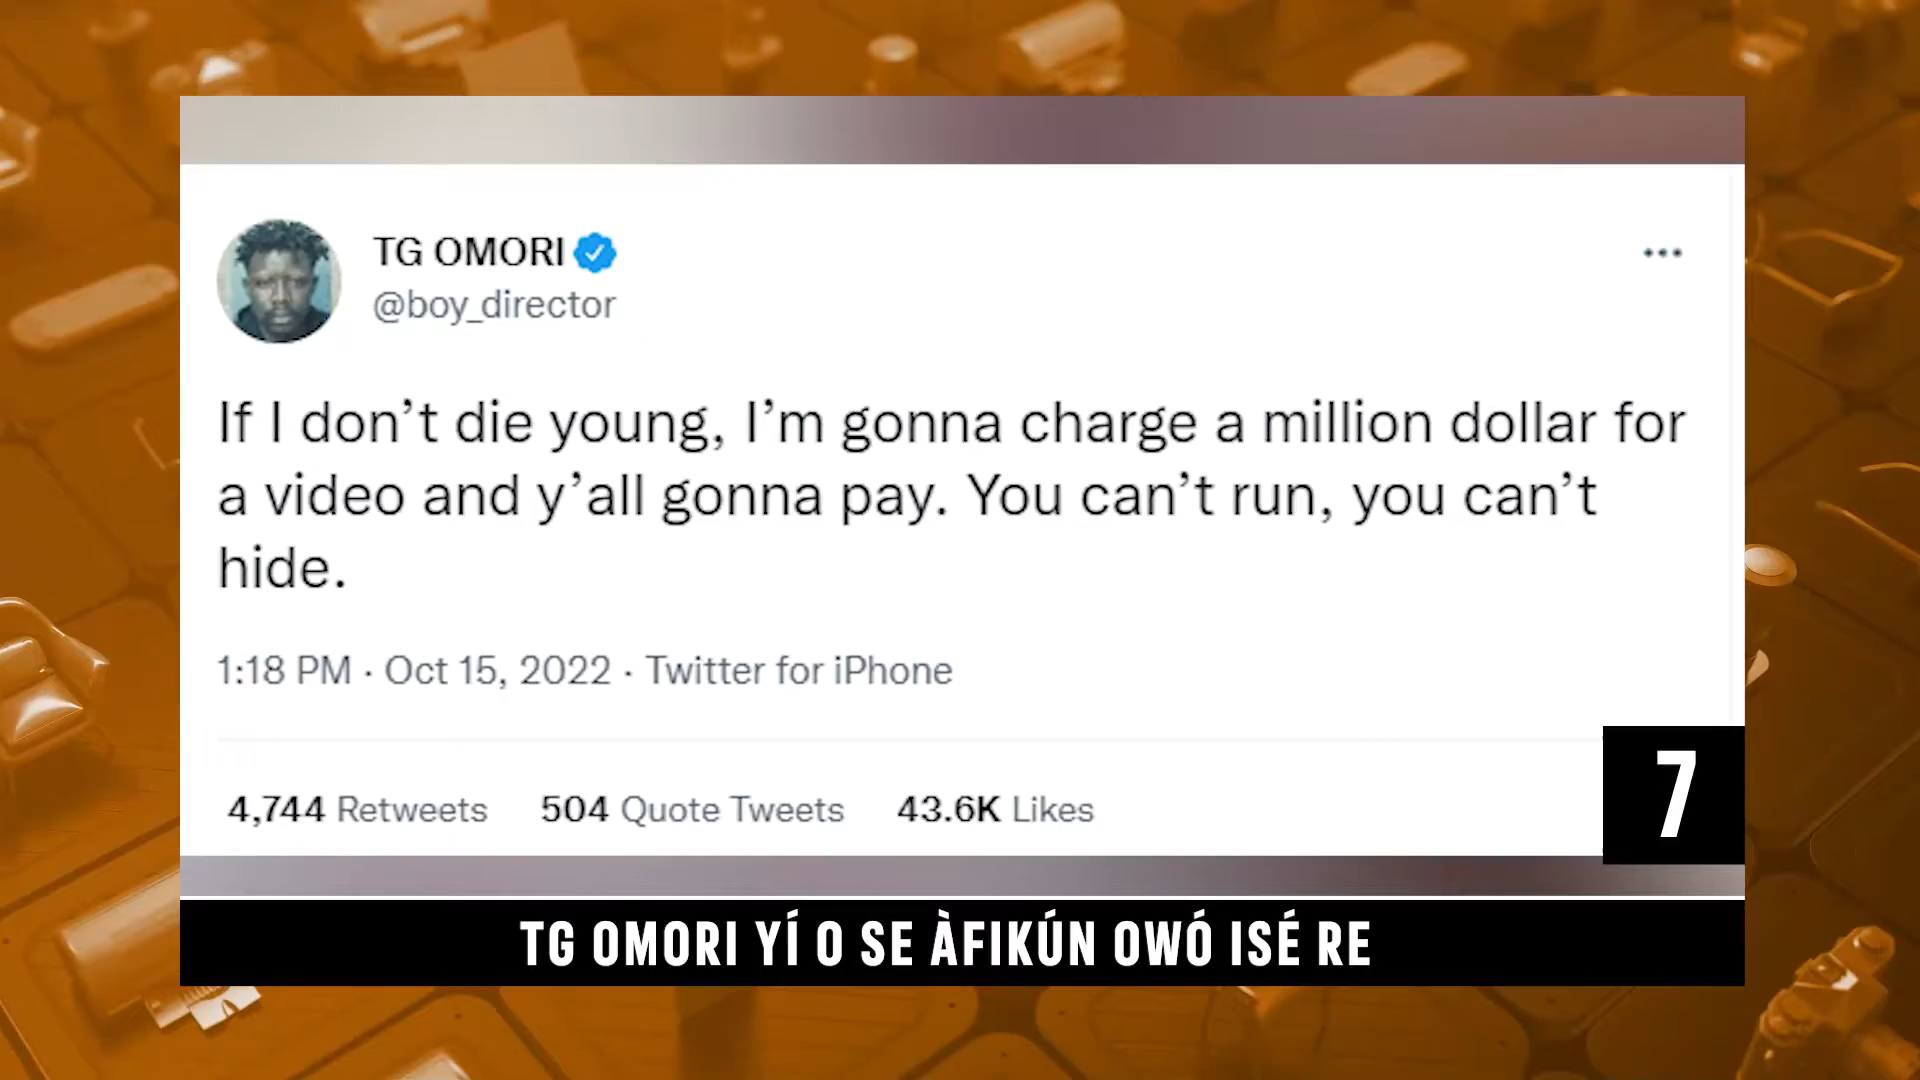 TG OMORI
@boy_director
If I don’t die young, I’m gonna charge a million dollar for
a video and y’all gonna pay. You can’t run, you can’t
hide.
1:18 PM · Oct 15, 2022 · Twitter for iPhone
4,744 Retweets 504 Quote Tweets 43.6K Likes
7
TG OMORI YÍ O SE ÀFIKÚN OWÓ ISÉ RE